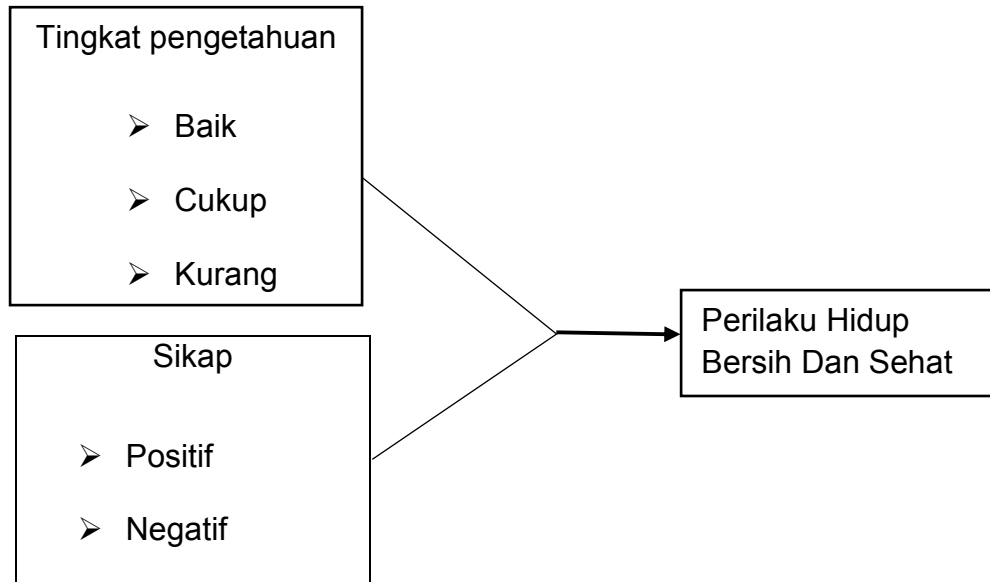 Tingkat pengetahuan
➢ Baik
➢ Cukup
➢ Kurang
Sikap
➢ Positif
➢ Negatif
Perilaku Hidup
Bersih Dan Sehat